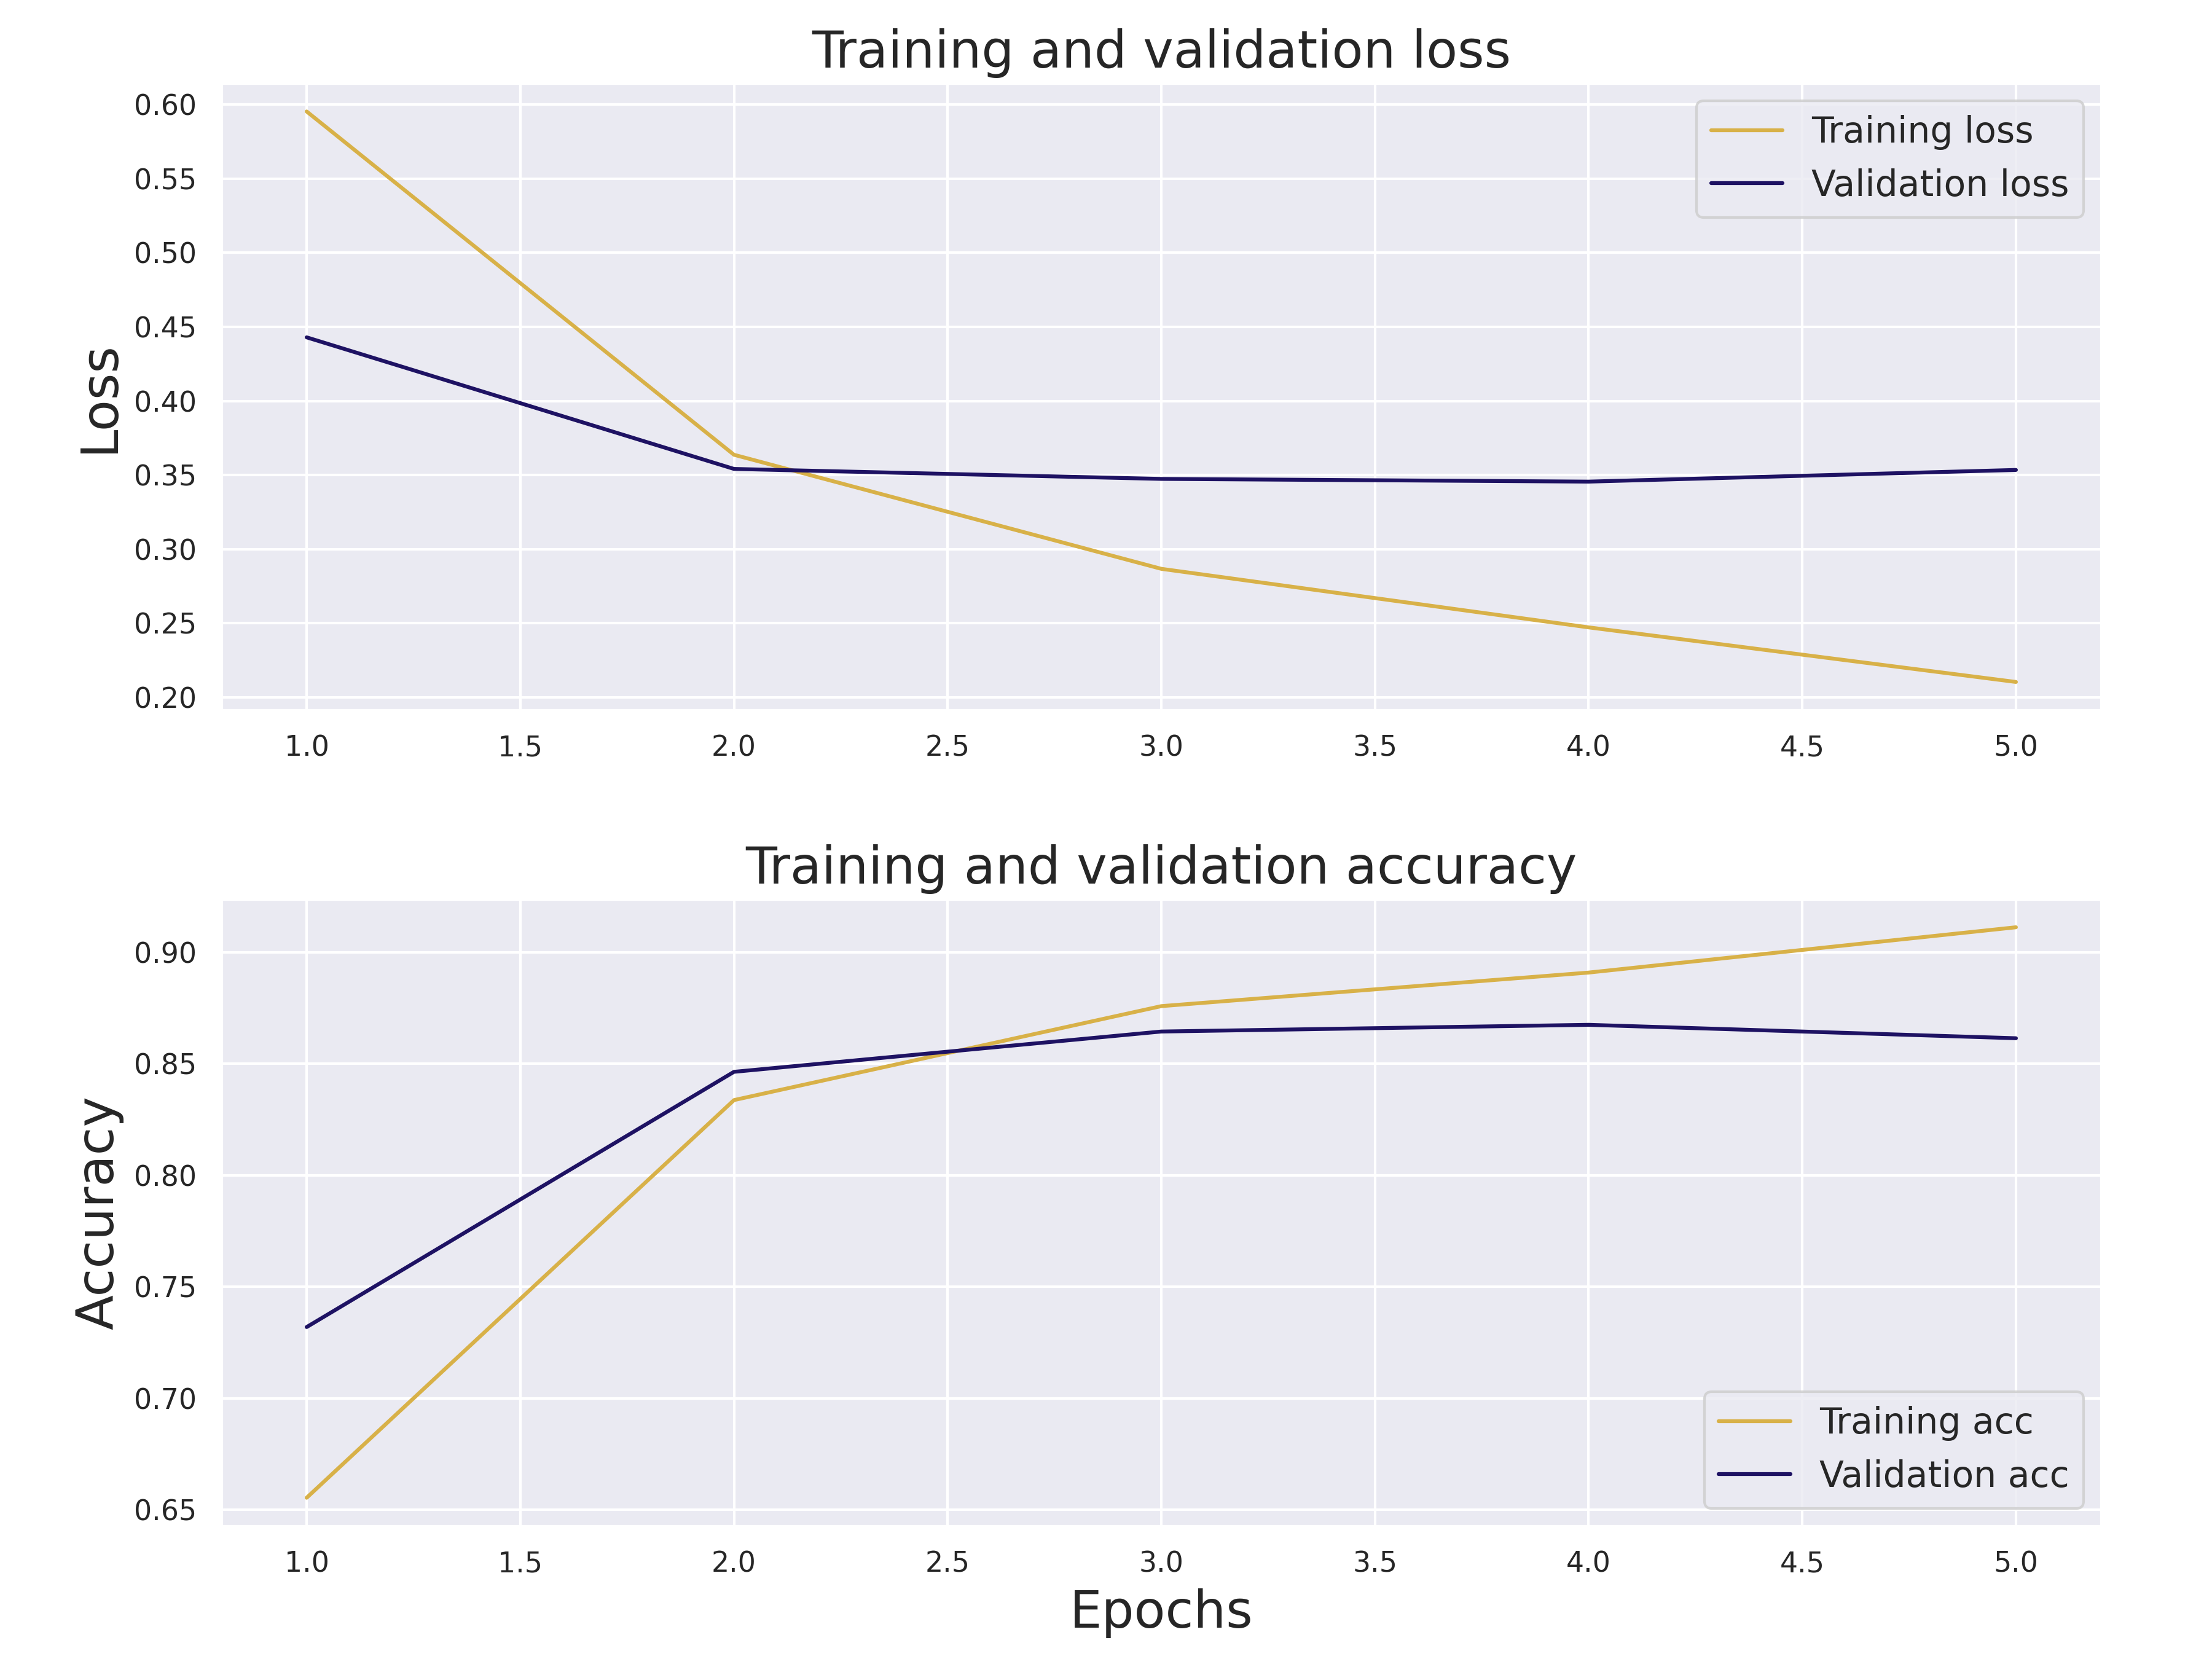 Training and validation loss
0.60
0.55
0.50
0.45
0.40
0.35
0.30
0.25
0.20
Loss
Training loss
Validation loss
1.0 1.5 2.0 2.5 3.0 3.5 4.0 4.5 5.0
Training and validation accuracy
0.90
0.85
0.80
0.75
0.70
0.65
Accuracy
Training acc
Validation acc
1.0 1.5 2.0 2.5 3.0 3.5 4.0 4.5 5.0
Epochs